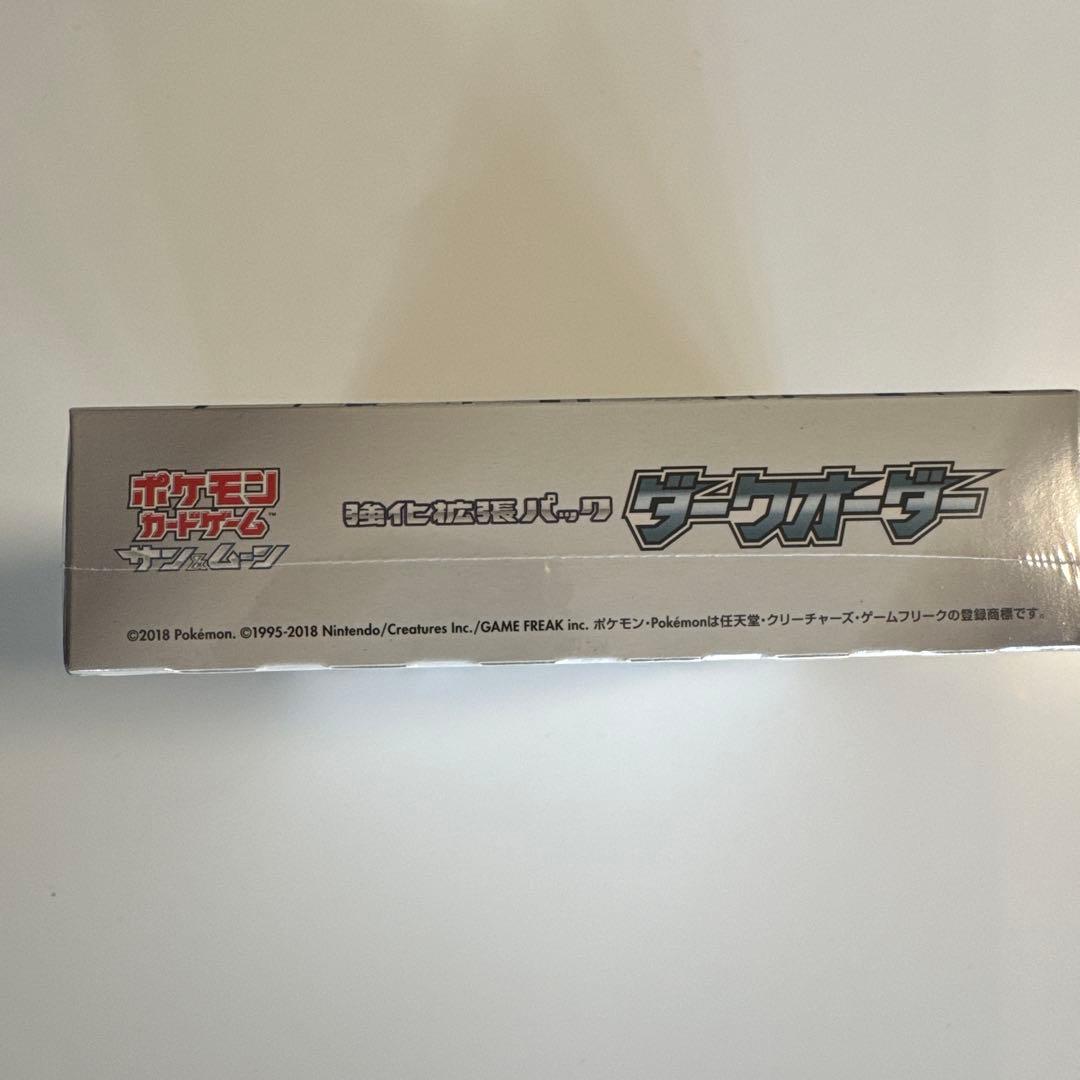 ポケモン
カードゲーム™
サン&ムーン
強化拡張パック ダークオーダー
©2018 Pokémon. ©1995-2018 Nintendo/Creatures Inc./GAME FREAK inc. ポケモン・Pokémonは任天堂・クリーチャーズ・ゲームフリークの登録商標です。